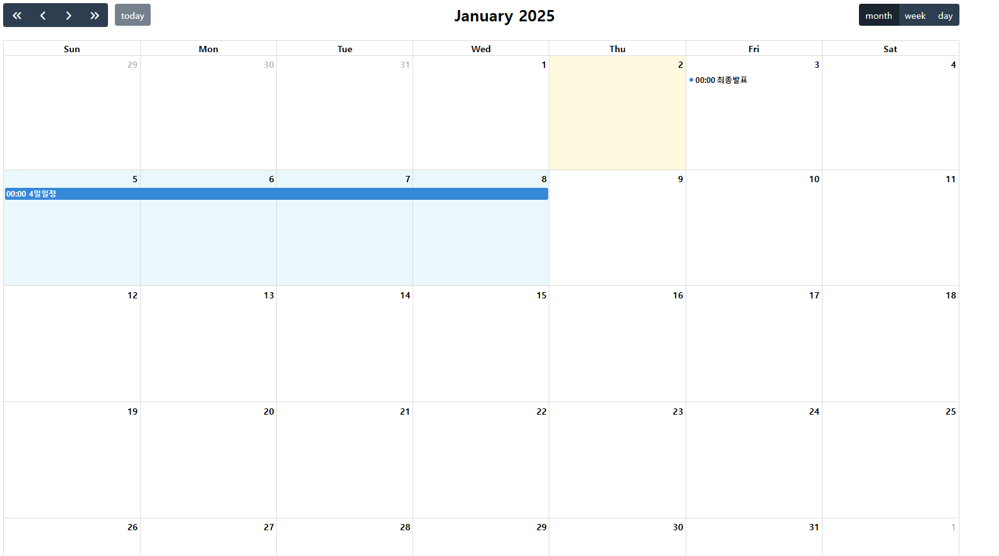 today
January 2025
month week day
Sun Mon Tue Wed Thu Fri Sat
29 30 31 1 2 3 4
00:00 최종발표
5 6 7 8 9 10 11
00:00 4일일정
12 13 14 15 16 17 18
19 20 21 22 23 24 25
26 27 28 29 30 31 1